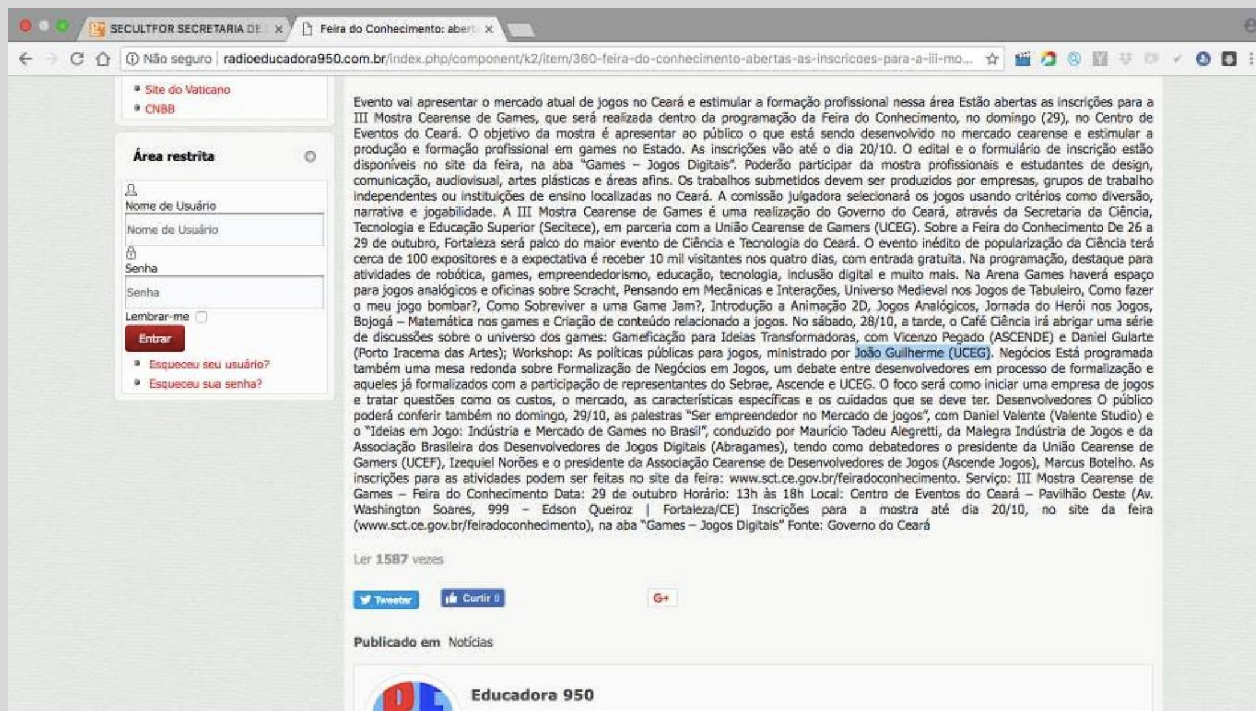 SECULTFOR SECRETARIA DE
Feira do Conhecimento: abert
Não seguro | radioeducadora950.com.br/index.php/component/k2/item/360-feira-do-conhecimento-abertas-as-inscricoes-para-a-iii-mo...
Site do Vaticano
CNBB
Área restrita
Nome de Usuário
Nome de Usuário
Senha
Senha
Lembrar-me
Entrar
Esqueceu seu usuário?
Esqueceu sua senha?
Evento vai apresentar o mercado atual de jogos no Ceará e estimular a formação profissional nessa área Estão abertas as inscrições para a
III Mostra Cearense de Games, que será realizada dentro da programação da Feira do Conhecimento, no domingo (29), no Centro de
Eventos do Ceará. O objetivo da mostra é apresentar ao público o que está sendo desenvolvido no mercado cearense e estimular a
produção e formação profissional em games no Estado. As inscrições vão até o dia 20/10. O edital e o formulário de inscrição estão
disponíveis no site da feira, na aba “Games – Jogos Digitais”. Poderão participar da mostra profissionais e estudantes de design,
comunicação, audiovisual, artes plásticas e áreas afins. Os trabalhos submetidos devem ser produzidos por empresas, grupos de trabalho
independentes ou instituições de ensino localizadas no Ceará. A comissão julgadora selecionará os jogos usando critérios como diversão,
narrativa e jogabilidade. A III Mostra Cearense de Games é uma realização do Governo do Ceará, através da Secretaria da Ciência,
Tecnologia e Educação Superior (Secitece), em parceria com a União Cearense de Gamers (UCEG). Sobre a Feira do Conhecimento De 26 a
29 de outubro, Fortaleza será palco do maior evento de Ciência e Tecnologia do Ceará. O evento inédito de popularização da Ciência terá
cerca de 100 expositores e a expectativa é receber 10 mil visitantes nos quatro dias, com entrada gratuita. Na programação, destaque para
atividades de robótica, games, empreendedorismo, educação, tecnologia, inclusão digital e muito mais. Na Arena Games haverá espaço
para jogos analógicos e oficinas sobre Scracht, Pensando em Mecânicas e Interações, Universo Medieval nos Jogos de Tabuleiro, Como fazer
o meu jogo bombar?, Como Sobreviver a uma Game Jam?, Introdução a Animação 2D, Jogos Analógicos, Jornada do Herói nos Jogos,
Bojogá – Matemática nos games e Criação de conteúdo relacionado a jogos. No sábado, 28/10, a tarde, o Café Ciência irá abrigar uma série
de discussões sobre o universo dos games: Gameficação para Ideias Transformadoras, com Vicenzo Pegado (ASCENDE) e Daniel Gularte
(Porto Iracema das Artes); Workshop: As políticas públicas para jogos, ministrado por João Guilherme (UCEG). Negócios Está programada
também uma mesa redonda sobre Formalização de Negócios em Jogos, um debate entre desenvolvedores em processo de formalização e
aqueles já formalizados com a participação de representantes do Sebrae, Ascende e UCEG. O foco será como iniciar uma empresa de jogos
e tratar questões como os custos, o mercado, as características específicas e os cuidados que se deve ter. Desenvolvedores O público
poderá conferir também no domingo, 29/10, as palestras “Ser empreendedor no Mercado de jogos”, com Daniel Valente (Valente Studio) e
o “Ideias em Jogo: Indústria e Mercado de Games no Brasil”, conduzido por Maurício Tadeu Alegretti, da Malegra Indústria de Jogos e da
Associação Brasileira dos Desenvolvedores de Jogos Digitais (Abragames), tendo como debatedores o presidente da União Cearense de
Gamers (UCEF), Izequiel Norões e o presidente da Associação Cearense de Desenvolvedores de Jogos (Ascende Jogos), Marcus Botelho. As
inscrições para as atividades podem ser feitas no site da feira: www.sct.ce.gov.br/feiradoconhecimento. Serviço: III Mostra Cearense de
Games – Feira do Conhecimento Data: 29 de outubro Horário: 13h às 18h Local: Centro de Eventos do Ceará – Pavilhão Oeste (Av.
Washington Soares, 999 – Edson Queiroz | Fortaleza/CE) Inscrições para a mostra até dia 20/10, no site da feira
(www.sct.ce.gov.br/feiradoconhecimento), na aba “Games – Jogos Digitais” Fonte: Governo do Ceará
Ler 1587 vezes
Tweetar
Curtir 0
G+
Publicado em Notícias
Educadora 950